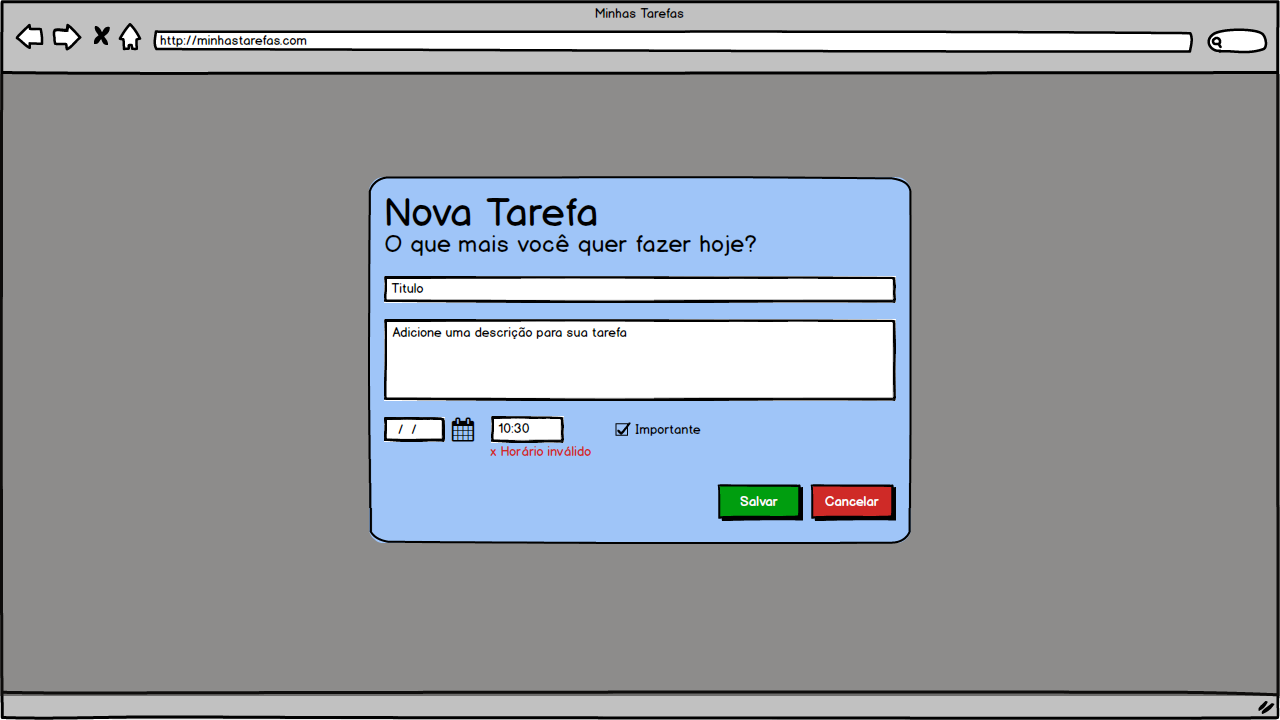 Minhas Tarefas
http://minhastarefas.com
Nova Tarefa
O que mais você quer fazer hoje?
Titulo
Adicione uma descrição para sua tarefa
/ /
10:30
Importante
x Horário inválido
Salvar
Cancelar